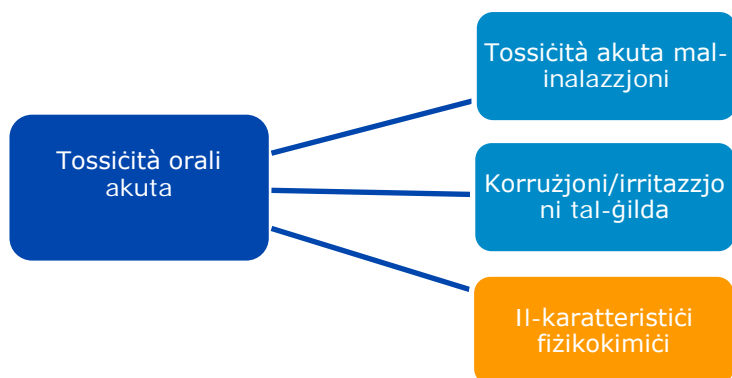 Tossiċità orali
akuta
Tossiċità akuta mal-
inalazzjoni
Korrużjoni/irritazzjo
ni tal-ġilda
Il-karatteristiċi
fiżikokimiċi